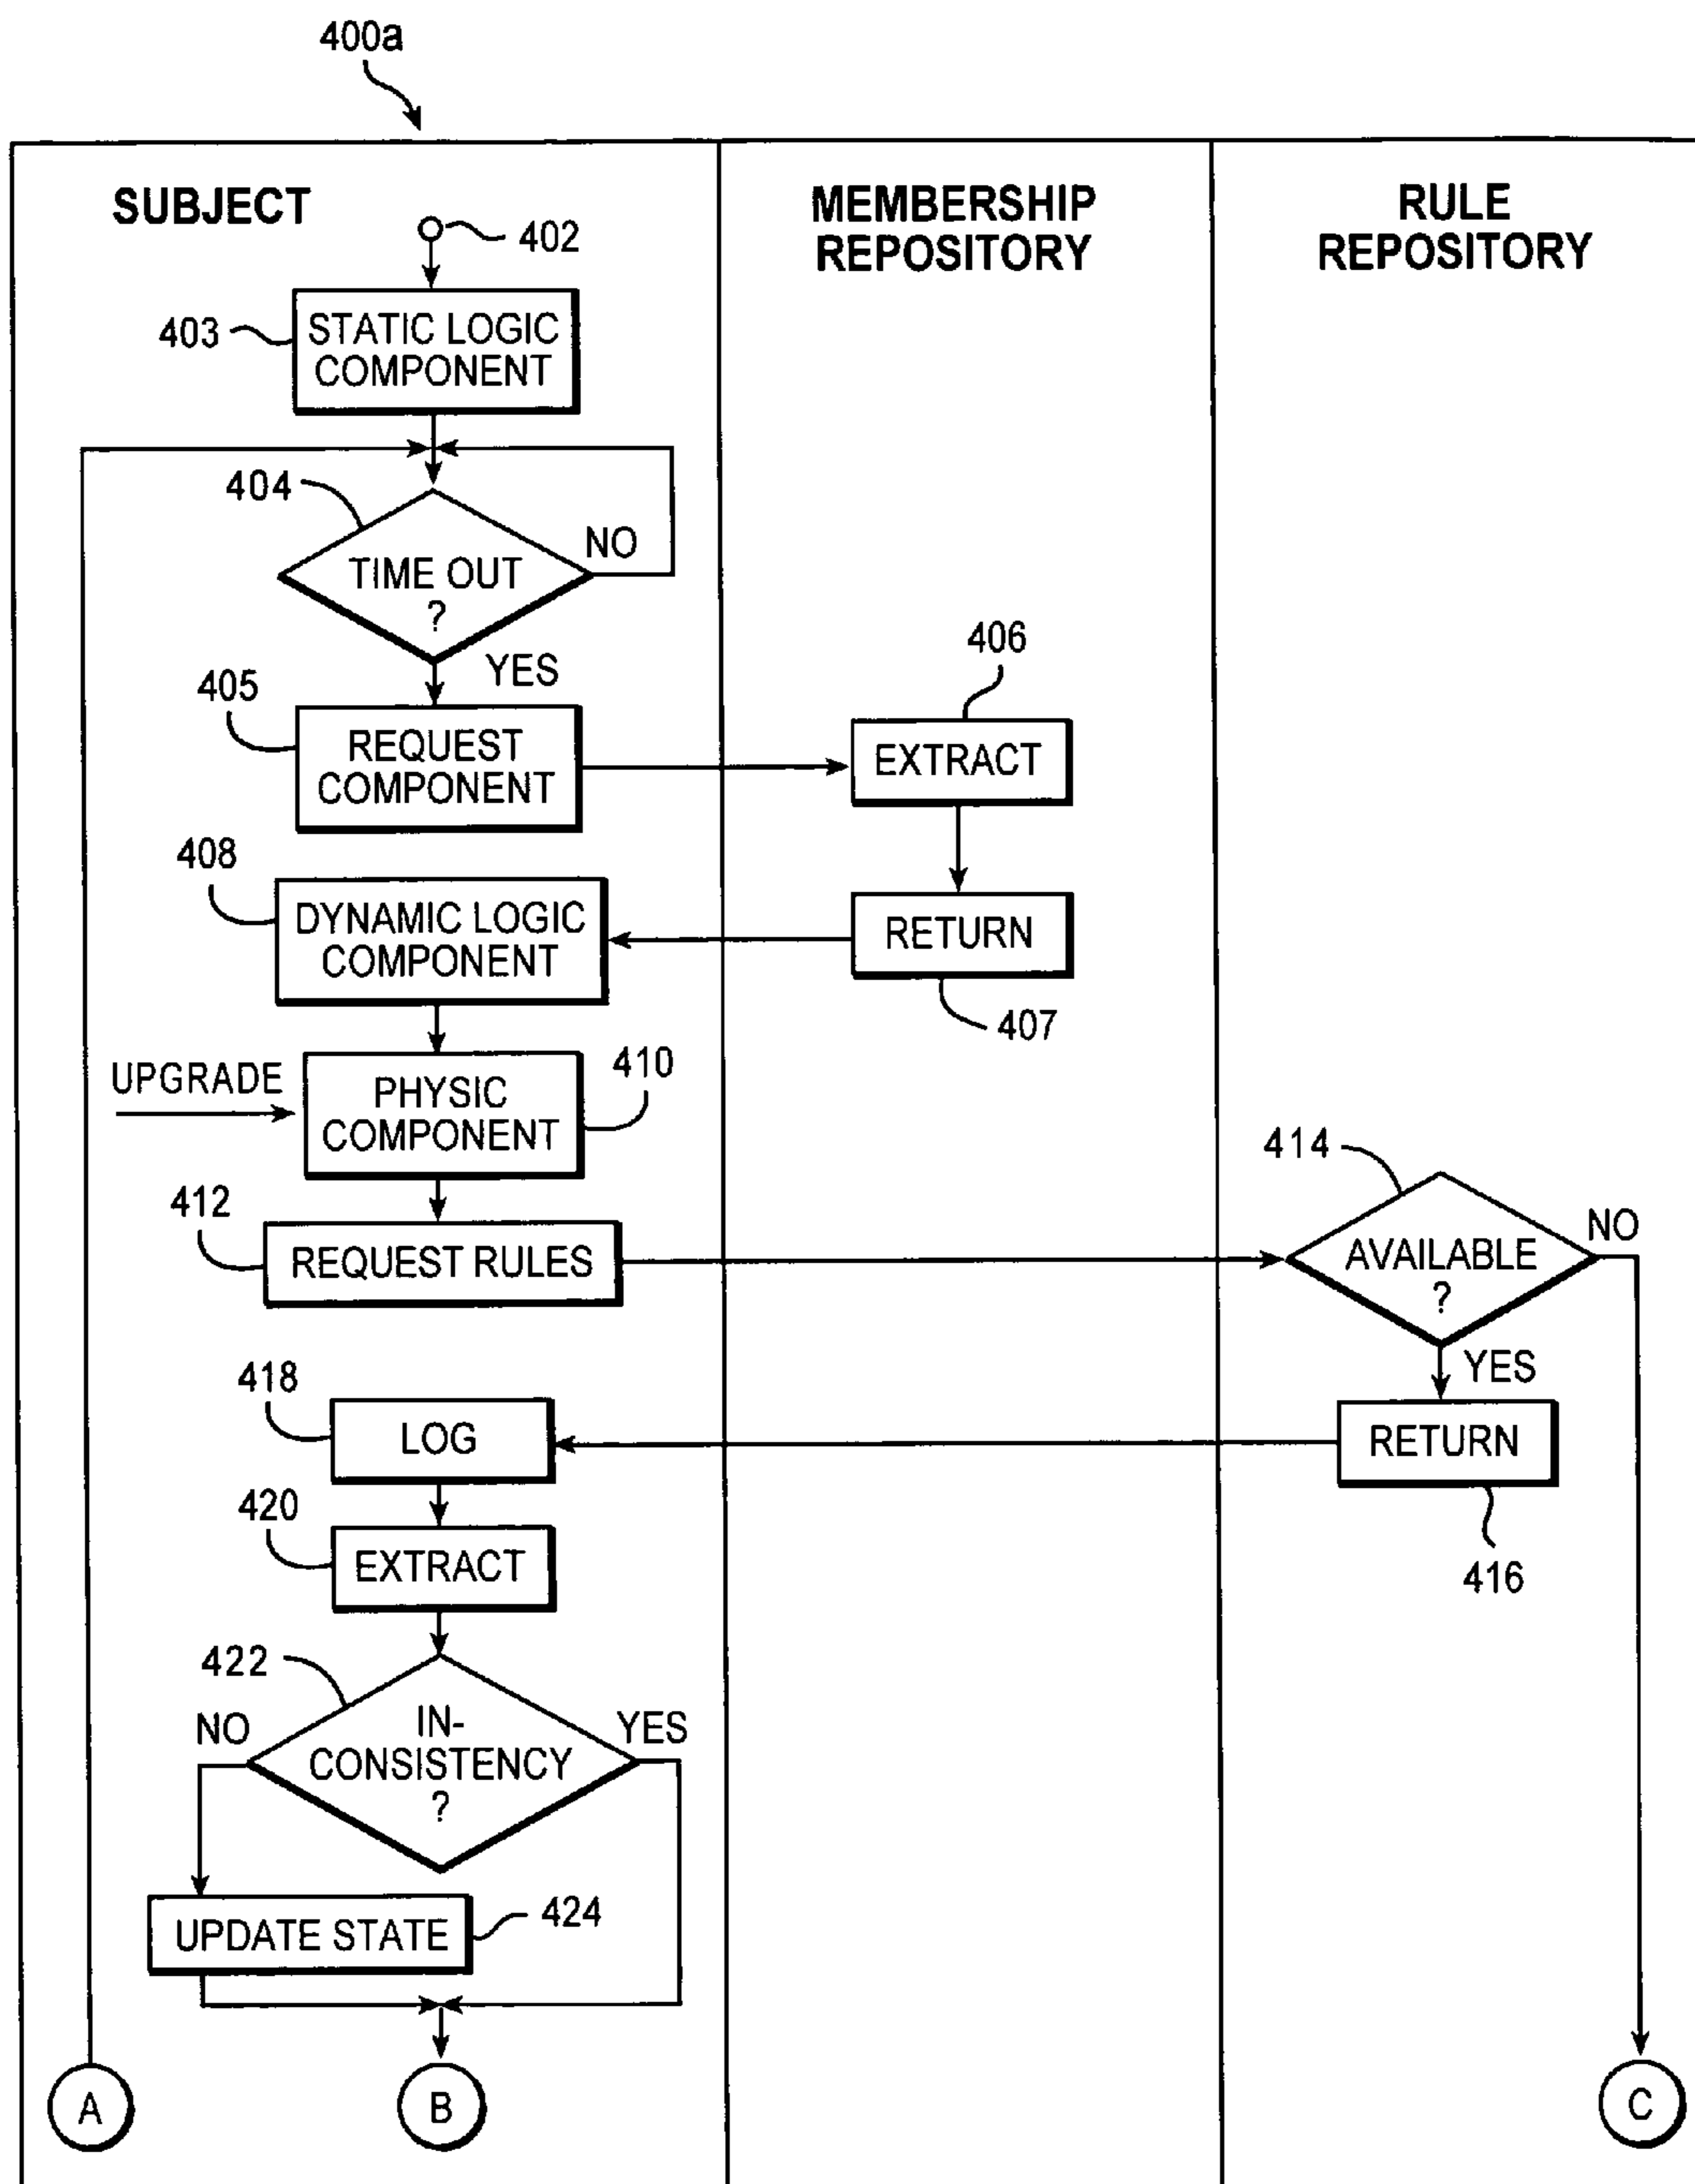 400a
SUBJECT
MEMBERSHIP
REPOSITORY
RULE
REPOSITORY
402
403
STATIC LOGIC
COMPONENT
404
TIME OUT
?
NO
YES
405
REQUEST
COMPONENT
406
EXTRACT
408
DYNAMIC LOGIC
COMPONENT
RETURN
407
UPGRADE
PHYSIC
COMPONENT
410
412
REQUEST RULES
414
AVAILABLE
?
NO
YES
418
LOG
RETURN
416
420
EXTRACT
422
IN-
CONSISTENCY
?
NO
YES
UPDATE STATE
424
A
B
C